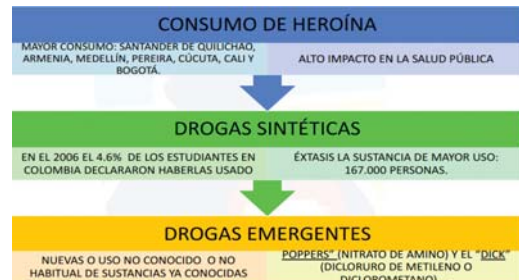 CONSUMO DE HEROÍNA
MAYOR CONSUMO: SANTANDER DE QUILICHAO,
ARMENIA, MEDELLÍN, PEREIRA, CÚCUTA, CALI Y
BOGOTÁ.
ALTO IMPACTO EN LA SALUD PÚBLICA
DROGAS SINTÉTICAS
EN EL 2006 EL 4.6% DE LOS ESTUDIANTES EN
COLOMBIA DECLARARON HABERLAS USADO
ÉXTASIS LA SUSTANCIA DE MAYOR USO:
167.000 PERSONAS.
DROGAS EMERGENTES
NUEVAS O USO NO CONOCIDO O NO
HABITUAL DE SUSTANCIAS YA CONOCIDAS
POPPERS" (NITRATO DE AMINO) Y EL "DICK"
(DICLORURO DE METILENO O
DICLOROMETANO)